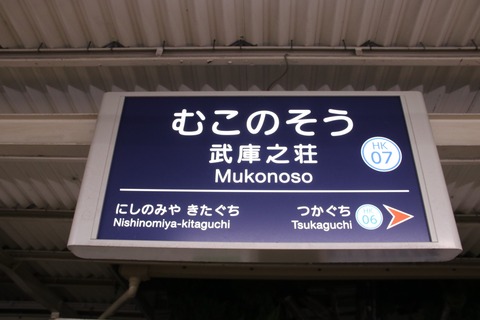 むこのそう
武庫之荘
Mukonoso
HK
07
にしのみや きたぐち
Nishinomiya-kitaguchi
つかぐち
Tsukaguchi
HK
06